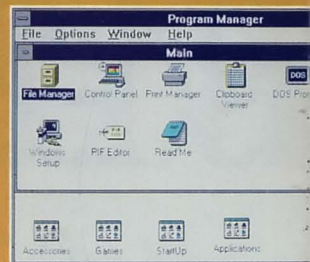 Program Manager
File Options Window Help
Main
File Manager Control Panel Print Manager Clipboard Viewer DOS
Windows Setup PIF Editor Read Me
Accessories Games StartUp Applications